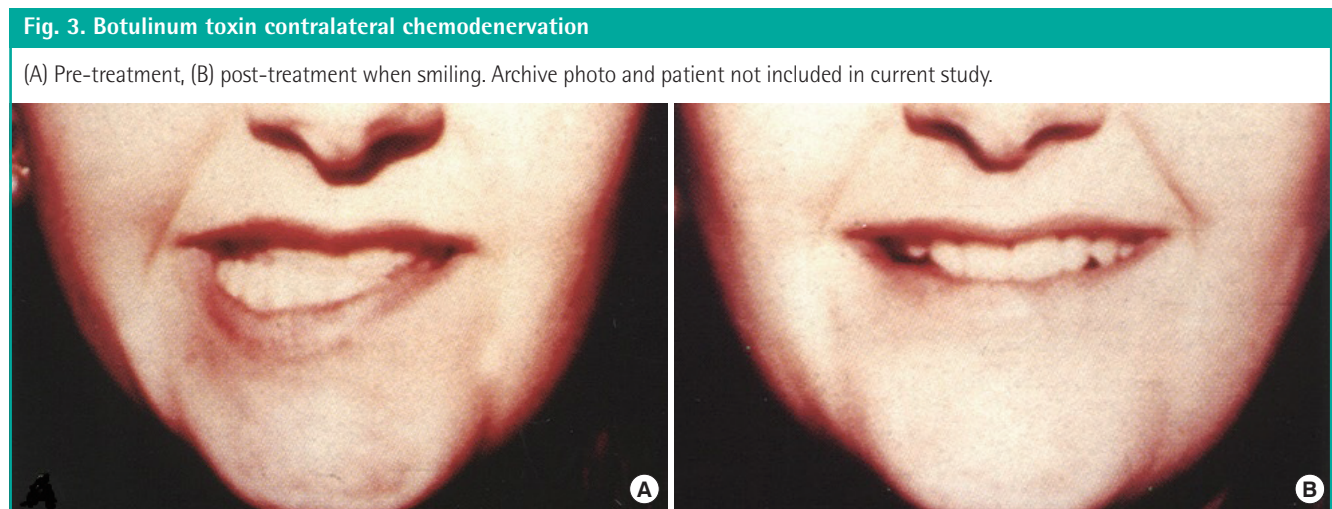 Fig. 3. Botulinum toxin contralateral chemodenervation
(A) Pre-treatment, (B) post-treatment when smiling. Archive photo and patient not included in current study.
A
B